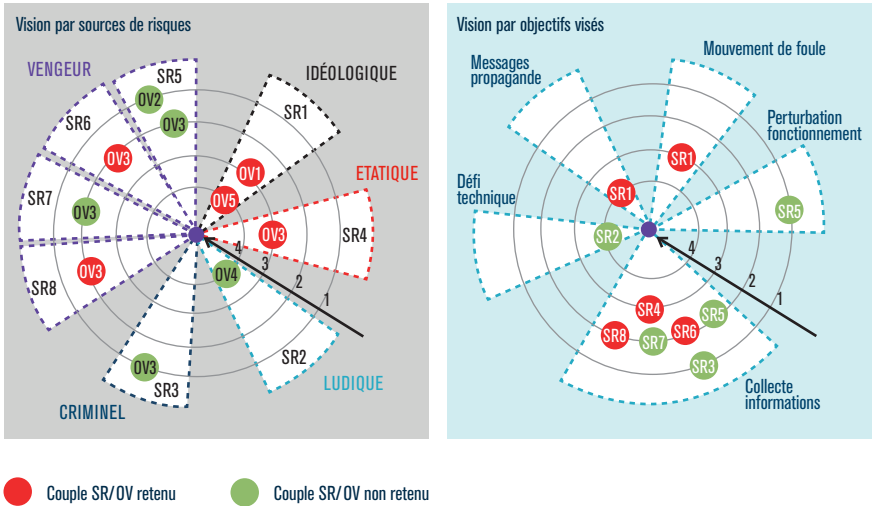 Vision par sources de risques
VENGEUR
SR5
OV2
OV3
IDÉOLOGIQUE
SR1
SR6
OV3
OV1
ETATIQUE
SR7
OV5
OV3
OV3
SR4
SR8
OV3
4
3
2
1
OV4
SR2
LUDIQUE
OV3
SR3
CRIMINEL
Vision par objectifs visés
Messages
propagande
Mouvement de foule
Perturbation
fonctionnement
SR1
SR1
Défi
technique
SR5
SR2
4
3
2
1
SR4
SR5
SR8
SR7
SR6
SR3
Collecte
informations
Couple SR/OV retenu
Couple SR/OV non retenu